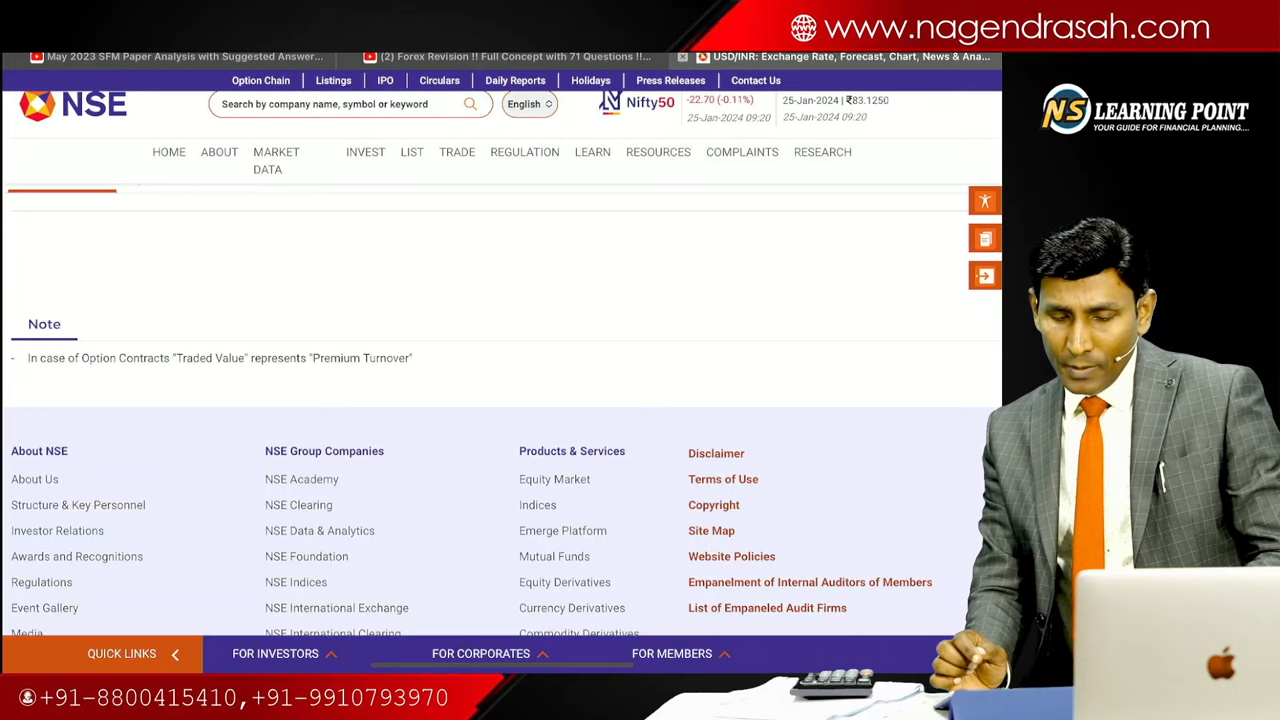 www.nagendrasah.com
May 2023 SFM Paper Analysis with Suggested Answer...
(2) Forex Revision !! Full Concept with 71 Questions !!...
USD/INR: Exchange Rate, Forecast, Chart, News & Ana...
Option Chain Listings IPO Circulars Daily Reports Holidays Press Releases Contact Us
NSE
Search by company name, symbol or keyword
English
Nifty50
-22.70 (-0.11%)
25-Jan-2024 09:20
25-Jan-2024 | ₹83.1250
25-Jan-2024 09:20
NS LEARNING POINT
YOUR GUIDE FOR FINANCIAL PLANNING....
HOME ABOUT MARKET DATA INVEST LIST TRADE REGULATION LEARN RESOURCES COMPLAINTS RESEARCH
Note
- In case of Option Contracts "Traded Value" represents "Premium Turnover"
About NSE
About Us
Structure & Key Personnel
Investor Relations
Awards and Recognitions
Regulations
Event Gallery
Media
NSE Group Companies
NSE Academy
NSE Clearing
NSE Data & Analytics
NSE Foundation
NSE Indices
NSE International Exchange
NSE International Clearing
Products & Services
Equity Market
Indices
Emerge Platform
Mutual Funds
Equity Derivatives
Currency Derivatives
Commodity Derivatives
Disclaimer
Terms of Use
Copyright
Site Map
Website Policies
Empanelment of Internal Auditors of Members
List of Empaneled Audit Firms
QUICK LINKS FOR INVESTORS FOR CORPORATES FOR MEMBERS
+91-8800415410,+91-9910793970